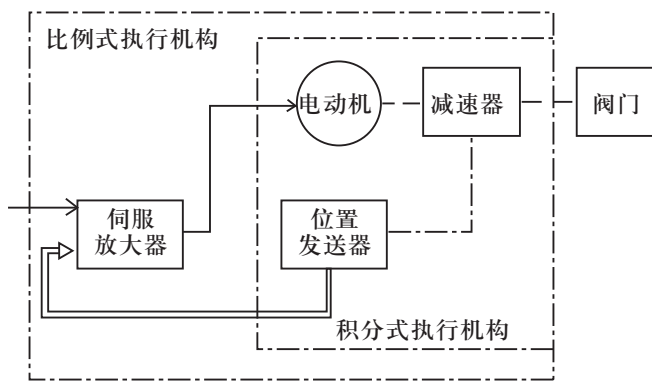 比例式执行机构
电动机
减速器
阀门
伺服
放大器
位置
发送器
积分式执行机构